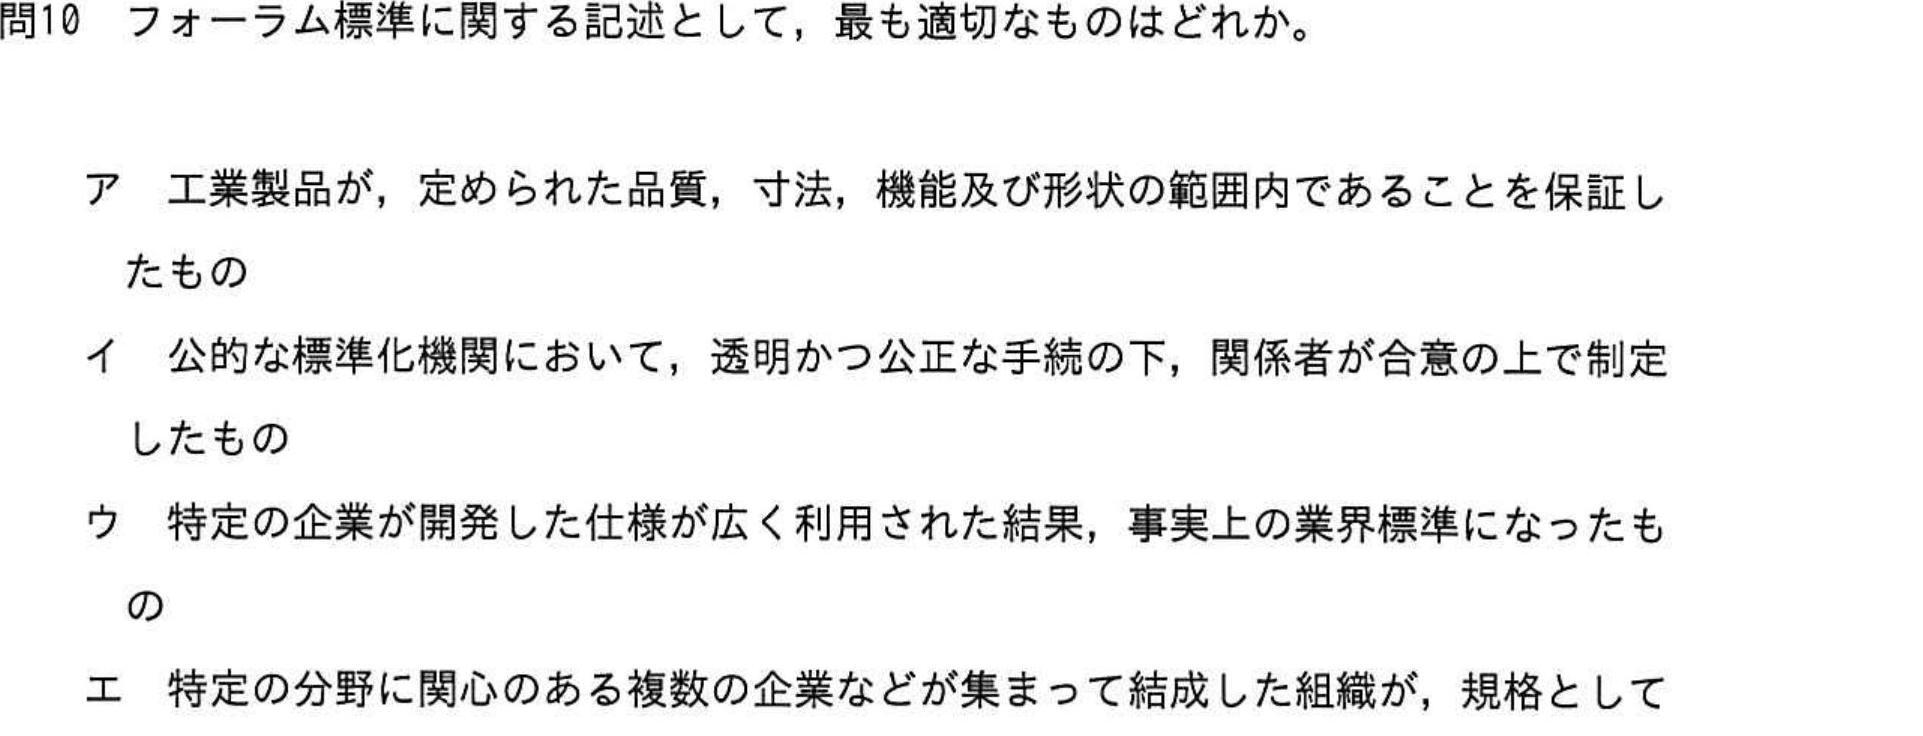 問10　フォーラム標準に関する記述として，最も適切なものはどれか。
ア　工業製品が，定められた品質，寸法，機能及び形状の範囲内であることを保証し
たもの
イ　公的な標準化機関において，透明かつ公正な手続の下，関係者が合意の上で制定
したもの
ウ　特定の企業が開発した仕様が広く利用された結果，事実上の業界標準になったも
の
エ　特定の分野に関心のある複数の企業などが集まって結成した組織が，規格として